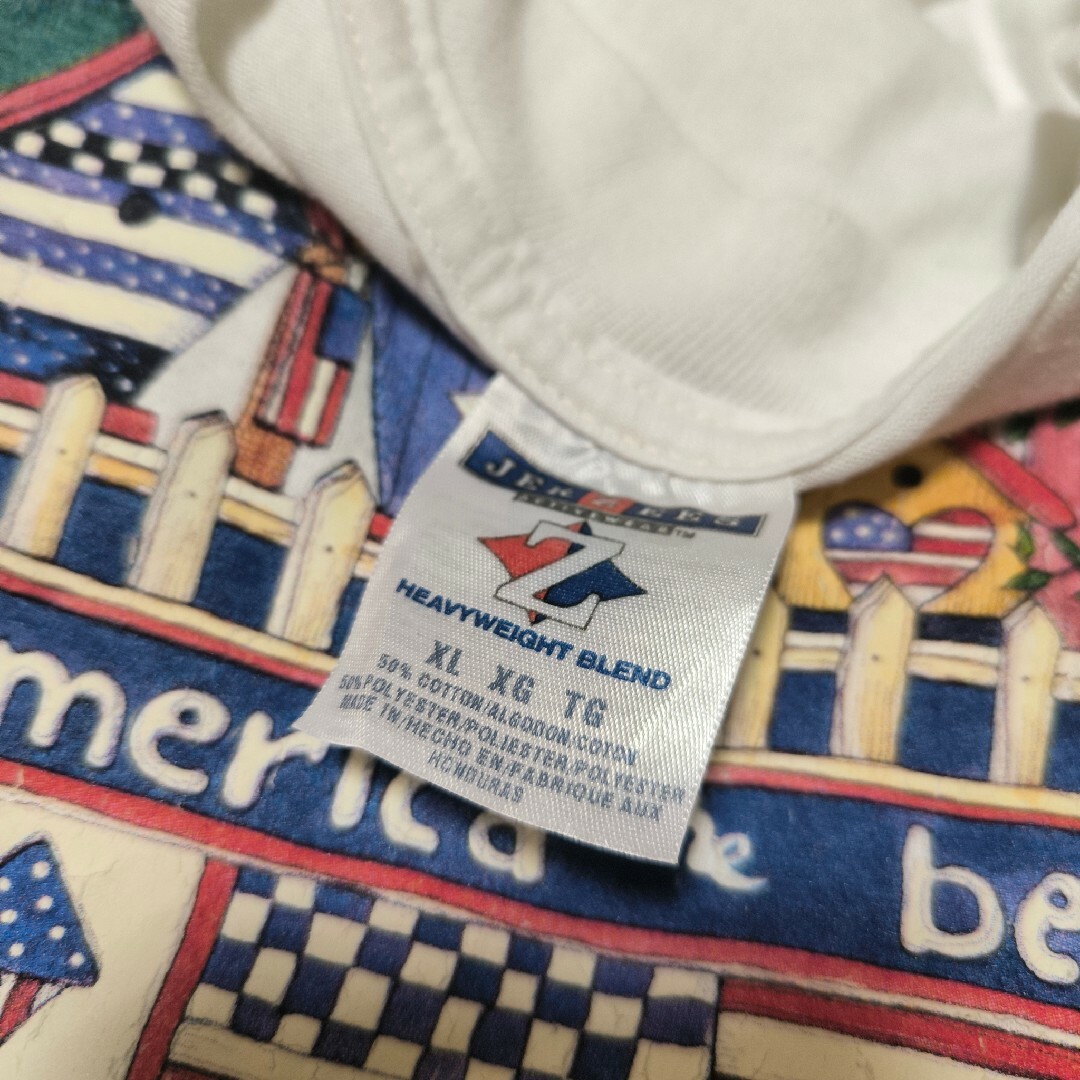 JERZEES
Z
HEAVYWEIGHT BLEND
XL XG TG
50% COTTON/ALGODON/COTON
50% POLYESTER/POLIESTER/POLYESTER
MADE IN/HECHO EN/FABRIQUE AUX
HONDURAS
merica be